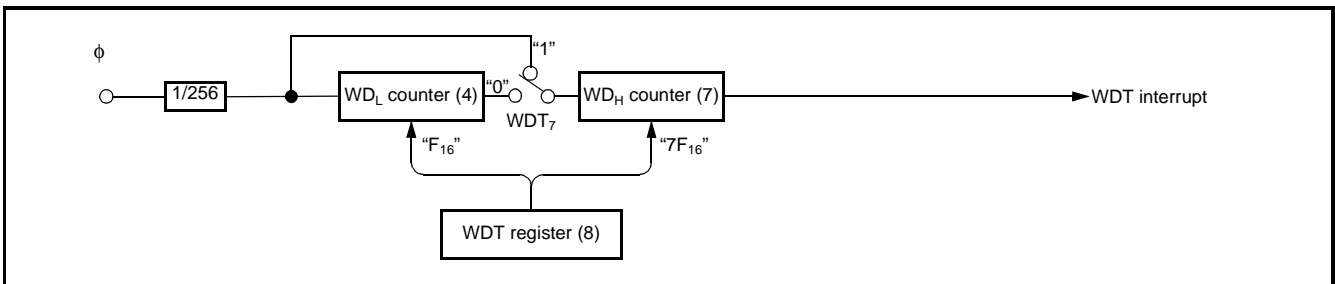 ϕ
“1”
1/256
WDL counter (4)
“0”
WDH counter (7)
WDT interrupt
WDT7
“F16”
“7F16”
WDT register (8)